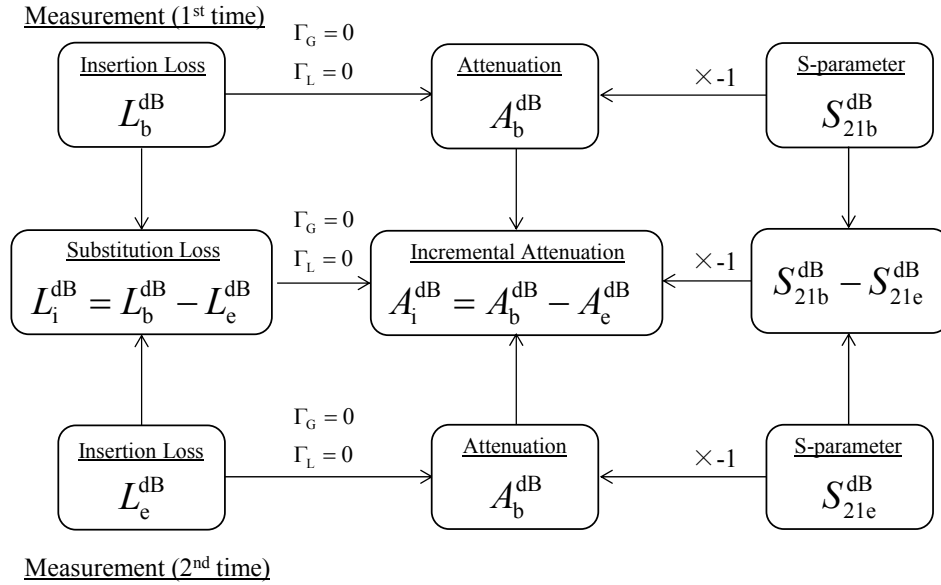 Measurement (1st time)
Γ_G = 0
Γ_L = 0
Insertion Loss
L_b^dB
Attenuation
A_b^dB
×-1
S-parameter
S_21b^dB
Γ_G = 0
Γ_L = 0
Substitution Loss
L_i^dB = L_b^dB − L_e^dB
Incremental Attenuation
A_i^dB = A_b^dB − A_e^dB
×-1
S_21b^dB − S_21e^dB
Γ_G = 0
Γ_L = 0
Insertion Loss
L_e^dB
Attenuation
A_b^dB
×-1
S-parameter
S_21e^dB
Measurement (2nd time)